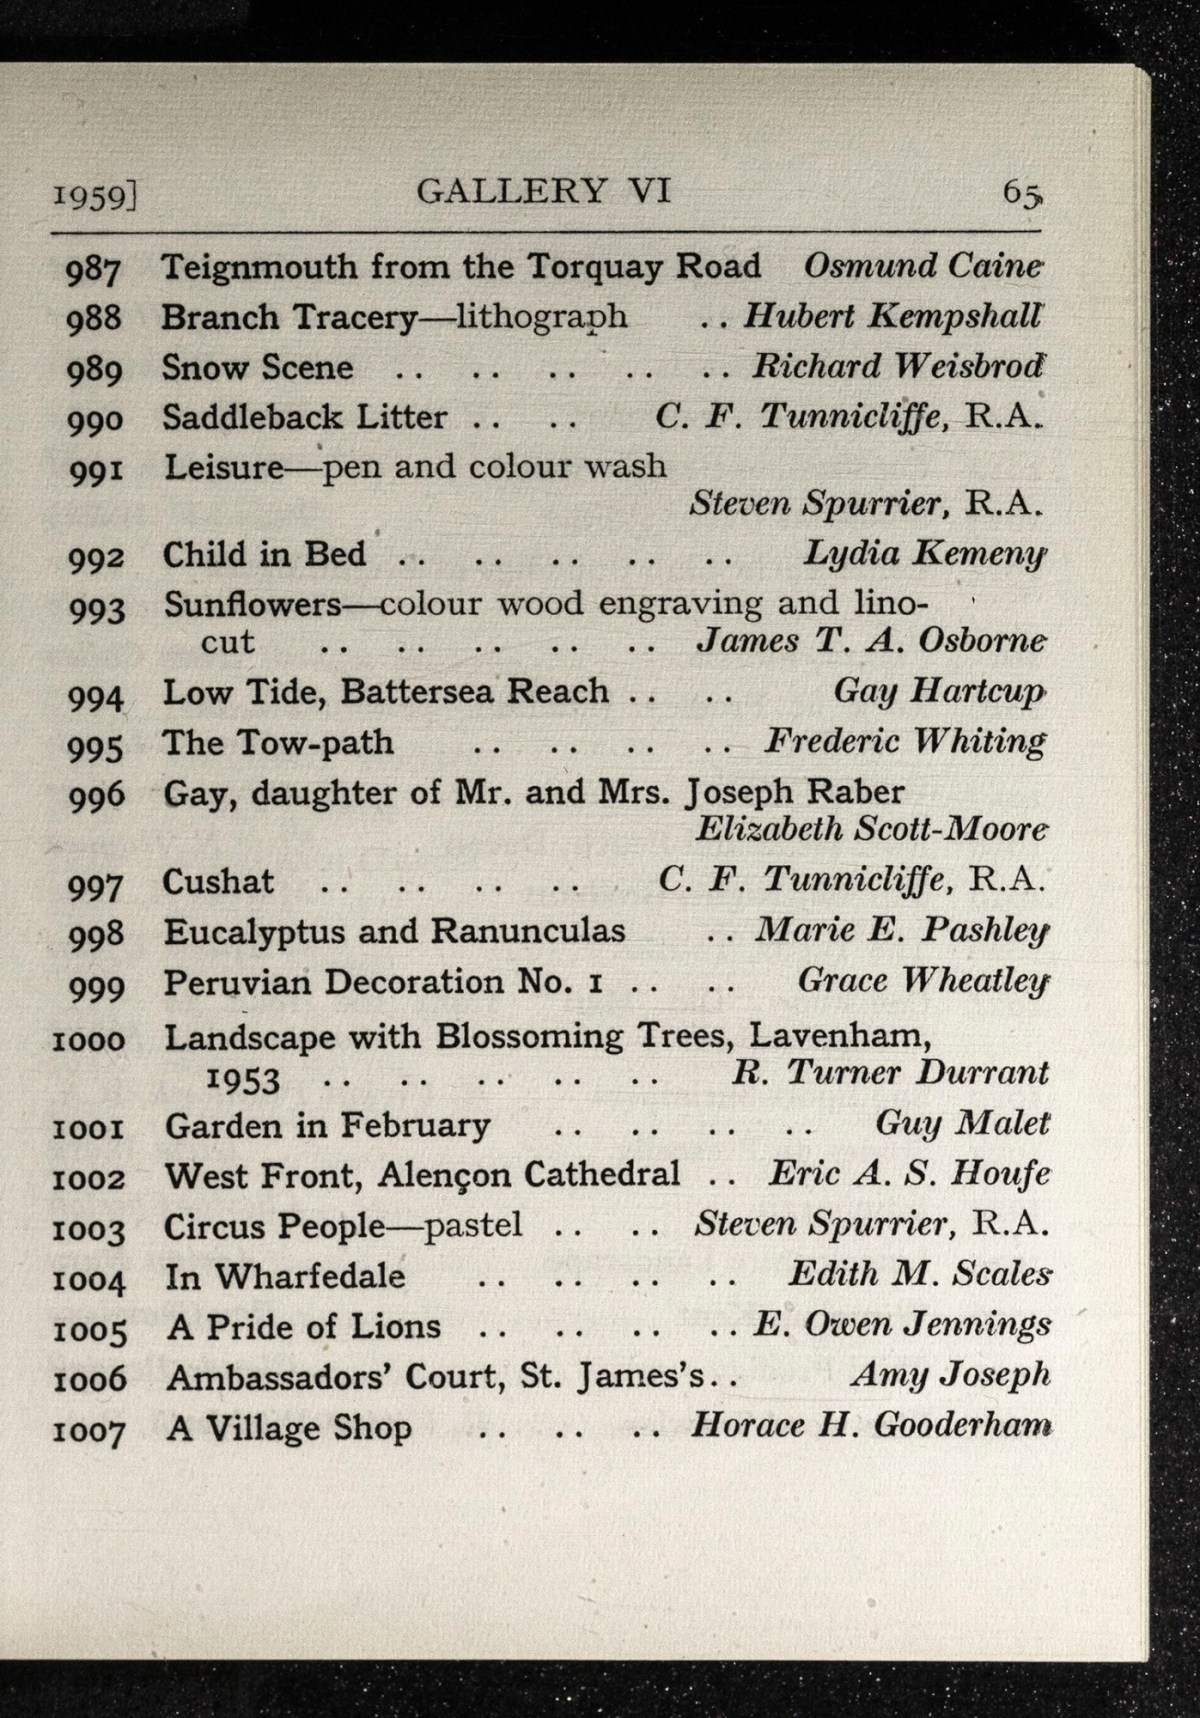 1959] GALLERY VI 65
987 Teignmouth from the Torquay Road Osmund Caine
988 Branch Tracery—lithograph .. Hubert Kempshall
989 Snow Scene .. .. .. .. .. Richard Weisbrod
990 Saddleback Litter .. .. C. F. Tunnicliffe, R.A.
991 Leisure—pen and colour wash
Steven Spurrier, R.A.
992 Child in Bed .. .. .. .. .. Lydia Kemeny
993 Sunflowers—colour wood engraving and lino-
cut .. .. .. .. .. James T. A. Osborne
994 Low Tide, Battersea Reach .. .. Gay Hartcup
995 The Tow-path .. .. .. .. Frederic Whiting
996 Gay, daughter of Mr. and Mrs. Joseph Raber
Elizabeth Scott-Moore
997 Cushat .. .. .. .. C. F. Tunnicliffe, R.A.
998 Eucalyptus and Ranunculas .. Marie E. Pashley
999 Peruvian Decoration No. 1 .. .. Grace Wheatley
1000 Landscape with Blossoming Trees, Lavenham,
1953 .. .. .. .. .. R. Turner Durrant
1001 Garden in February .. .. .. .. Guy Malet
1002 West Front, Alençon Cathedral .. Eric A. S. Houfe
1003 Circus People—pastel .. .. Steven Spurrier, R.A.
1004 In Wharfedale .. .. .. .. Edith M. Scales
1005 A Pride of Lions .. .. .. .. E. Owen Jennings
1006 Ambassadors' Court, St. James's.. Amy Joseph
1007 A Village Shop .. .. .. Horace H. Gooderham